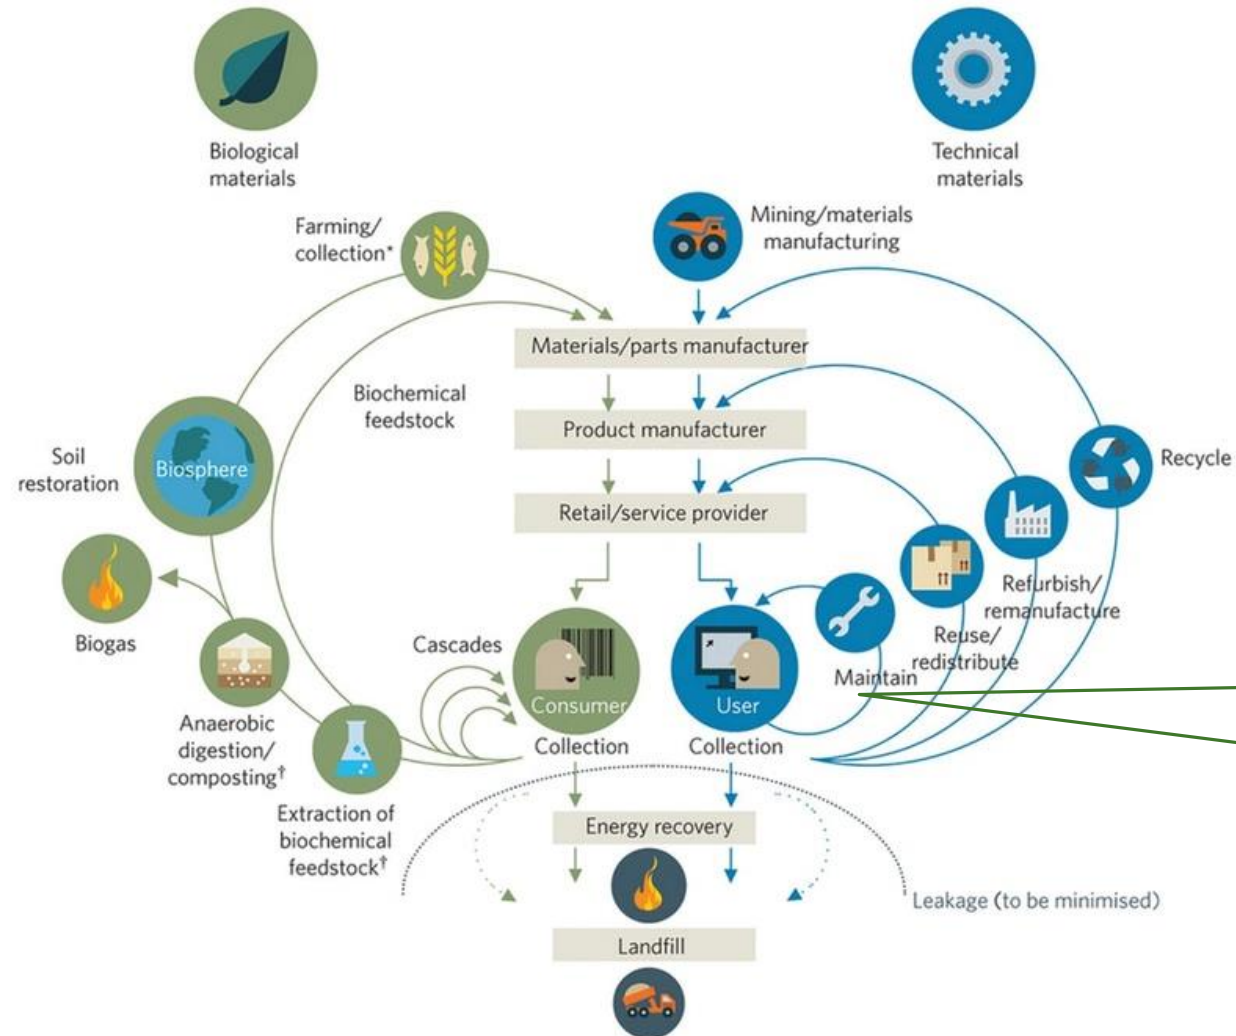 Biological
materials
Technical
materials
Farming/
collection*
Mining/materials
manufacturing
Materials/parts manufacturer
Biochemical
feedstock
Product manufacturer
Soil
restoration
Biosphere
Recycle
Retail/service provider
Biogas
Refurbish/
remanufacture
Reuse/
redistribute
Cascades
Maintain
Consumer
User
Anaerobic
digestion/
composting†
Collection
Collection
Extraction of
biochemical
feedstock†
Energy recovery
Leakage (to be minimised)
Landfill